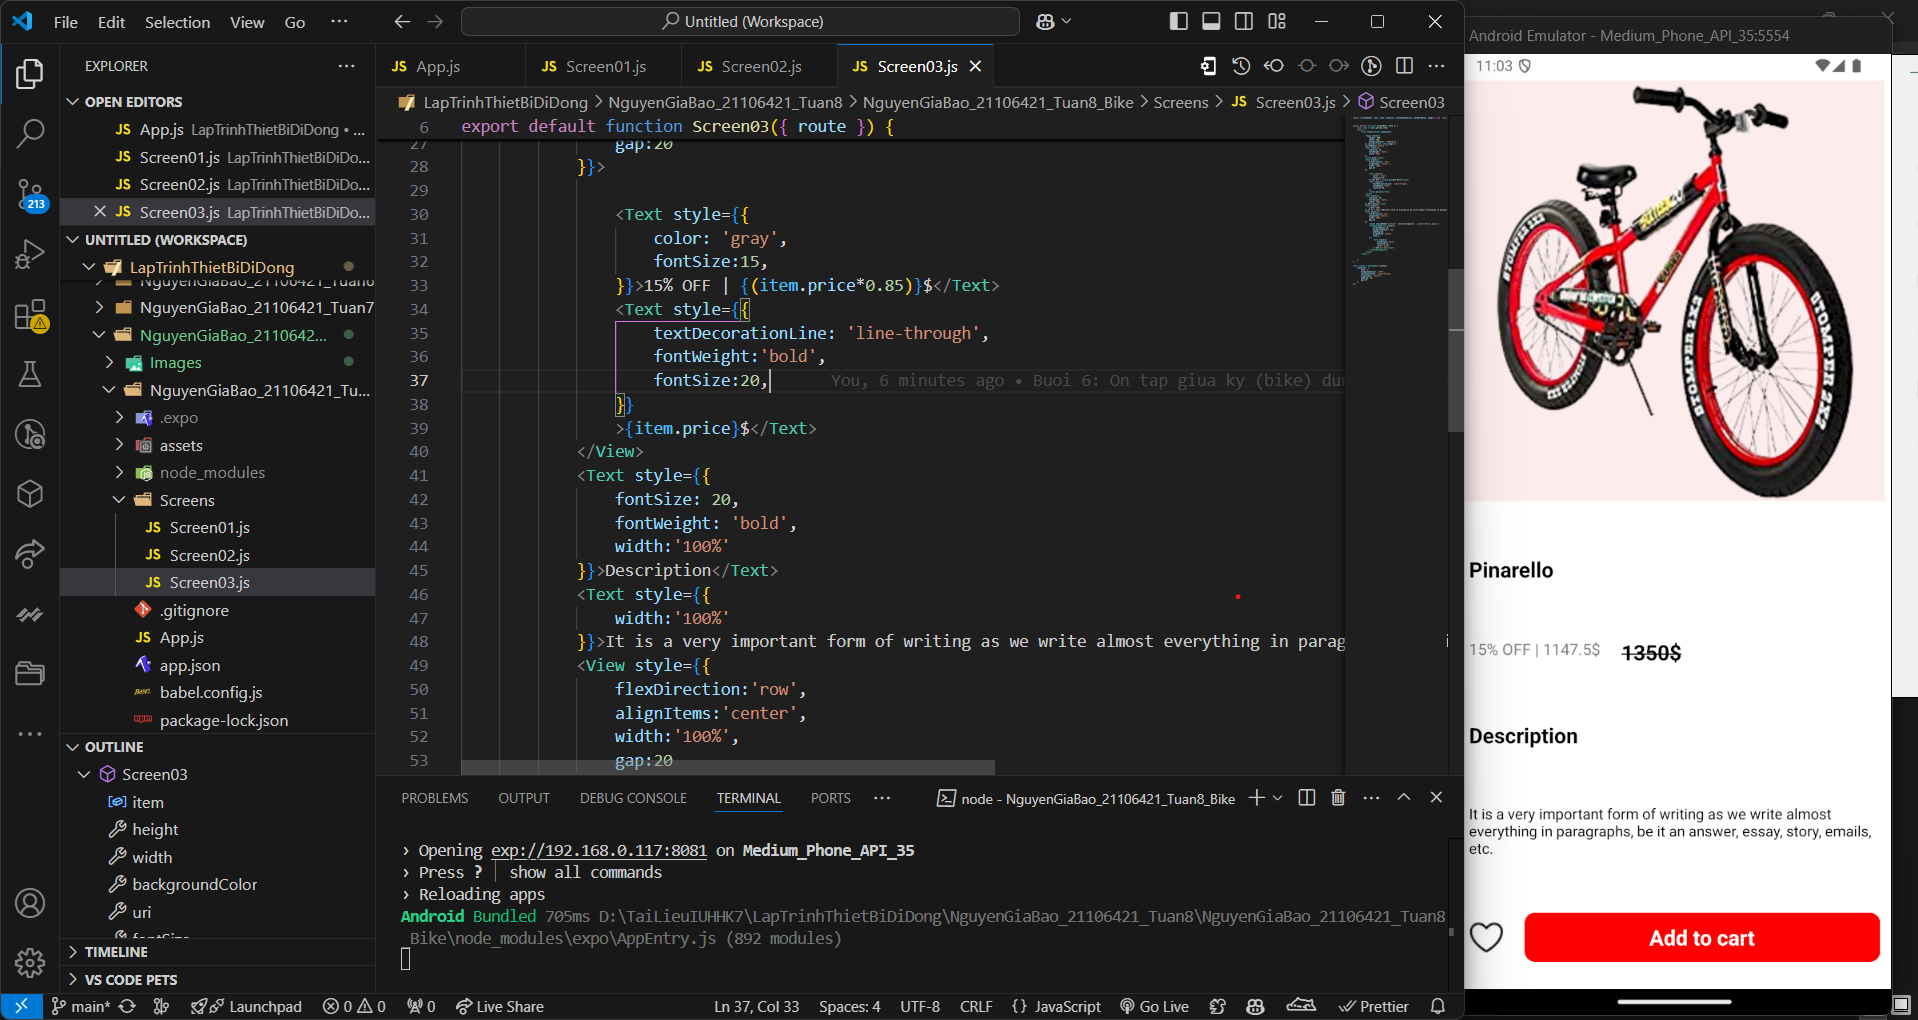 File Edit Selection View Go ···
Untitled (Workspace)
Android Emulator - Medium_Phone_API_35:5554
EXPLORER
OPEN EDITORS
JS App.js LapTrinhThietBiDiDong • ...
JS Screen01.js LapTrinhThietBiDiDo...
JS Screen02.js LapTrinhThietBiDiDo...
JS Screen03.js LapTrinhThietBiDiDo...
UNTITLED (WORKSPACE)
LapTrinhThietBiDiDong
NguyenGiaBao_21106421_Tuan6
NguyenGiaBao_21106421_Tuan7
NguyenGiaBao_2110642...
Images
NguyenGiaBao_21106421_Tu...
.expo
assets
node_modules
Screens
JS Screen01.js
JS Screen02.js
JS Screen03.js
.gitignore
JS App.js
app.json
babel.config.js
package-lock.json
OUTLINE
Screen03
item
height
width
backgroundColor
uri
fontSize
TIMELINE
VS CODE PETS
213
JS App.js JS Screen01.js JS Screen02.js JS Screen03.js
LapTrinhThietBiDiDong > NguyenGiaBao_21106421_Tuan8 > NguyenGiaBao_21106421_Tuan8_Bike > Screens > JS Screen03.js > Screen03
6 export default function Screen03({ route }) {
27 gap:20
28 }}>
29
30 <Text style={{
31 color: 'gray',
32 fontSize:15,
33 }}>15% OFF | {(item.price*0.85)}$</Text>
34 <Text style={{
35 textDecorationLine: 'line-through',
36 fontWeight:'bold',
37 fontSize:20, You, 6 minutes ago • Buoi 6: On tap giua ky (bike) du
38 }}
39 >{item.price}$</Text>
40 </View>
41 <Text style={{
42 fontSize: 20,
43 fontWeight: 'bold',
44 width:'100%'
45 }}>Description</Text>
46 <Text style={{
47 width:'100%'
48 }}>It is a very important form of writing as we write almost everything in parag
49 <View style={{
50 flexDirection:'row',
51 alignItems:'center',
52 width:'100%',
53 gap:20
PROBLEMS OUTPUT DEBUG CONSOLE TERMINAL PORTS ···
node - NguyenGiaBao_21106421_Tuan8_Bike
› Opening exp://192.168.0.117:8081 on Medium_Phone_API_35
› Press ? │ show all commands
› Reloading apps
Android Bundled 705ms D:\TaiLieuIUHHK7\LapTrinhThietBiDiDong\NguyenGiaBao_21106421_Tuan8\NguyenGiaBao_21106421_Tuan8
_Bike\node_modules\expo\AppEntry.js (892 modules)
main* Launchpad 0 0 0 Live Share
Ln 37, Col 33 Spaces: 4 UTF-8 CRLF {} JavaScript Go Live Prettier
11:03
STOMPER 2X2
STOMPER 2X2
STOMPER 2X2
Pinarello
15% OFF | 1147.5$ 1350$
Description
It is a very important form of writing as we write almost
everything in paragraphs, be it an answer, essay, story, emails,
etc.
Add to cart